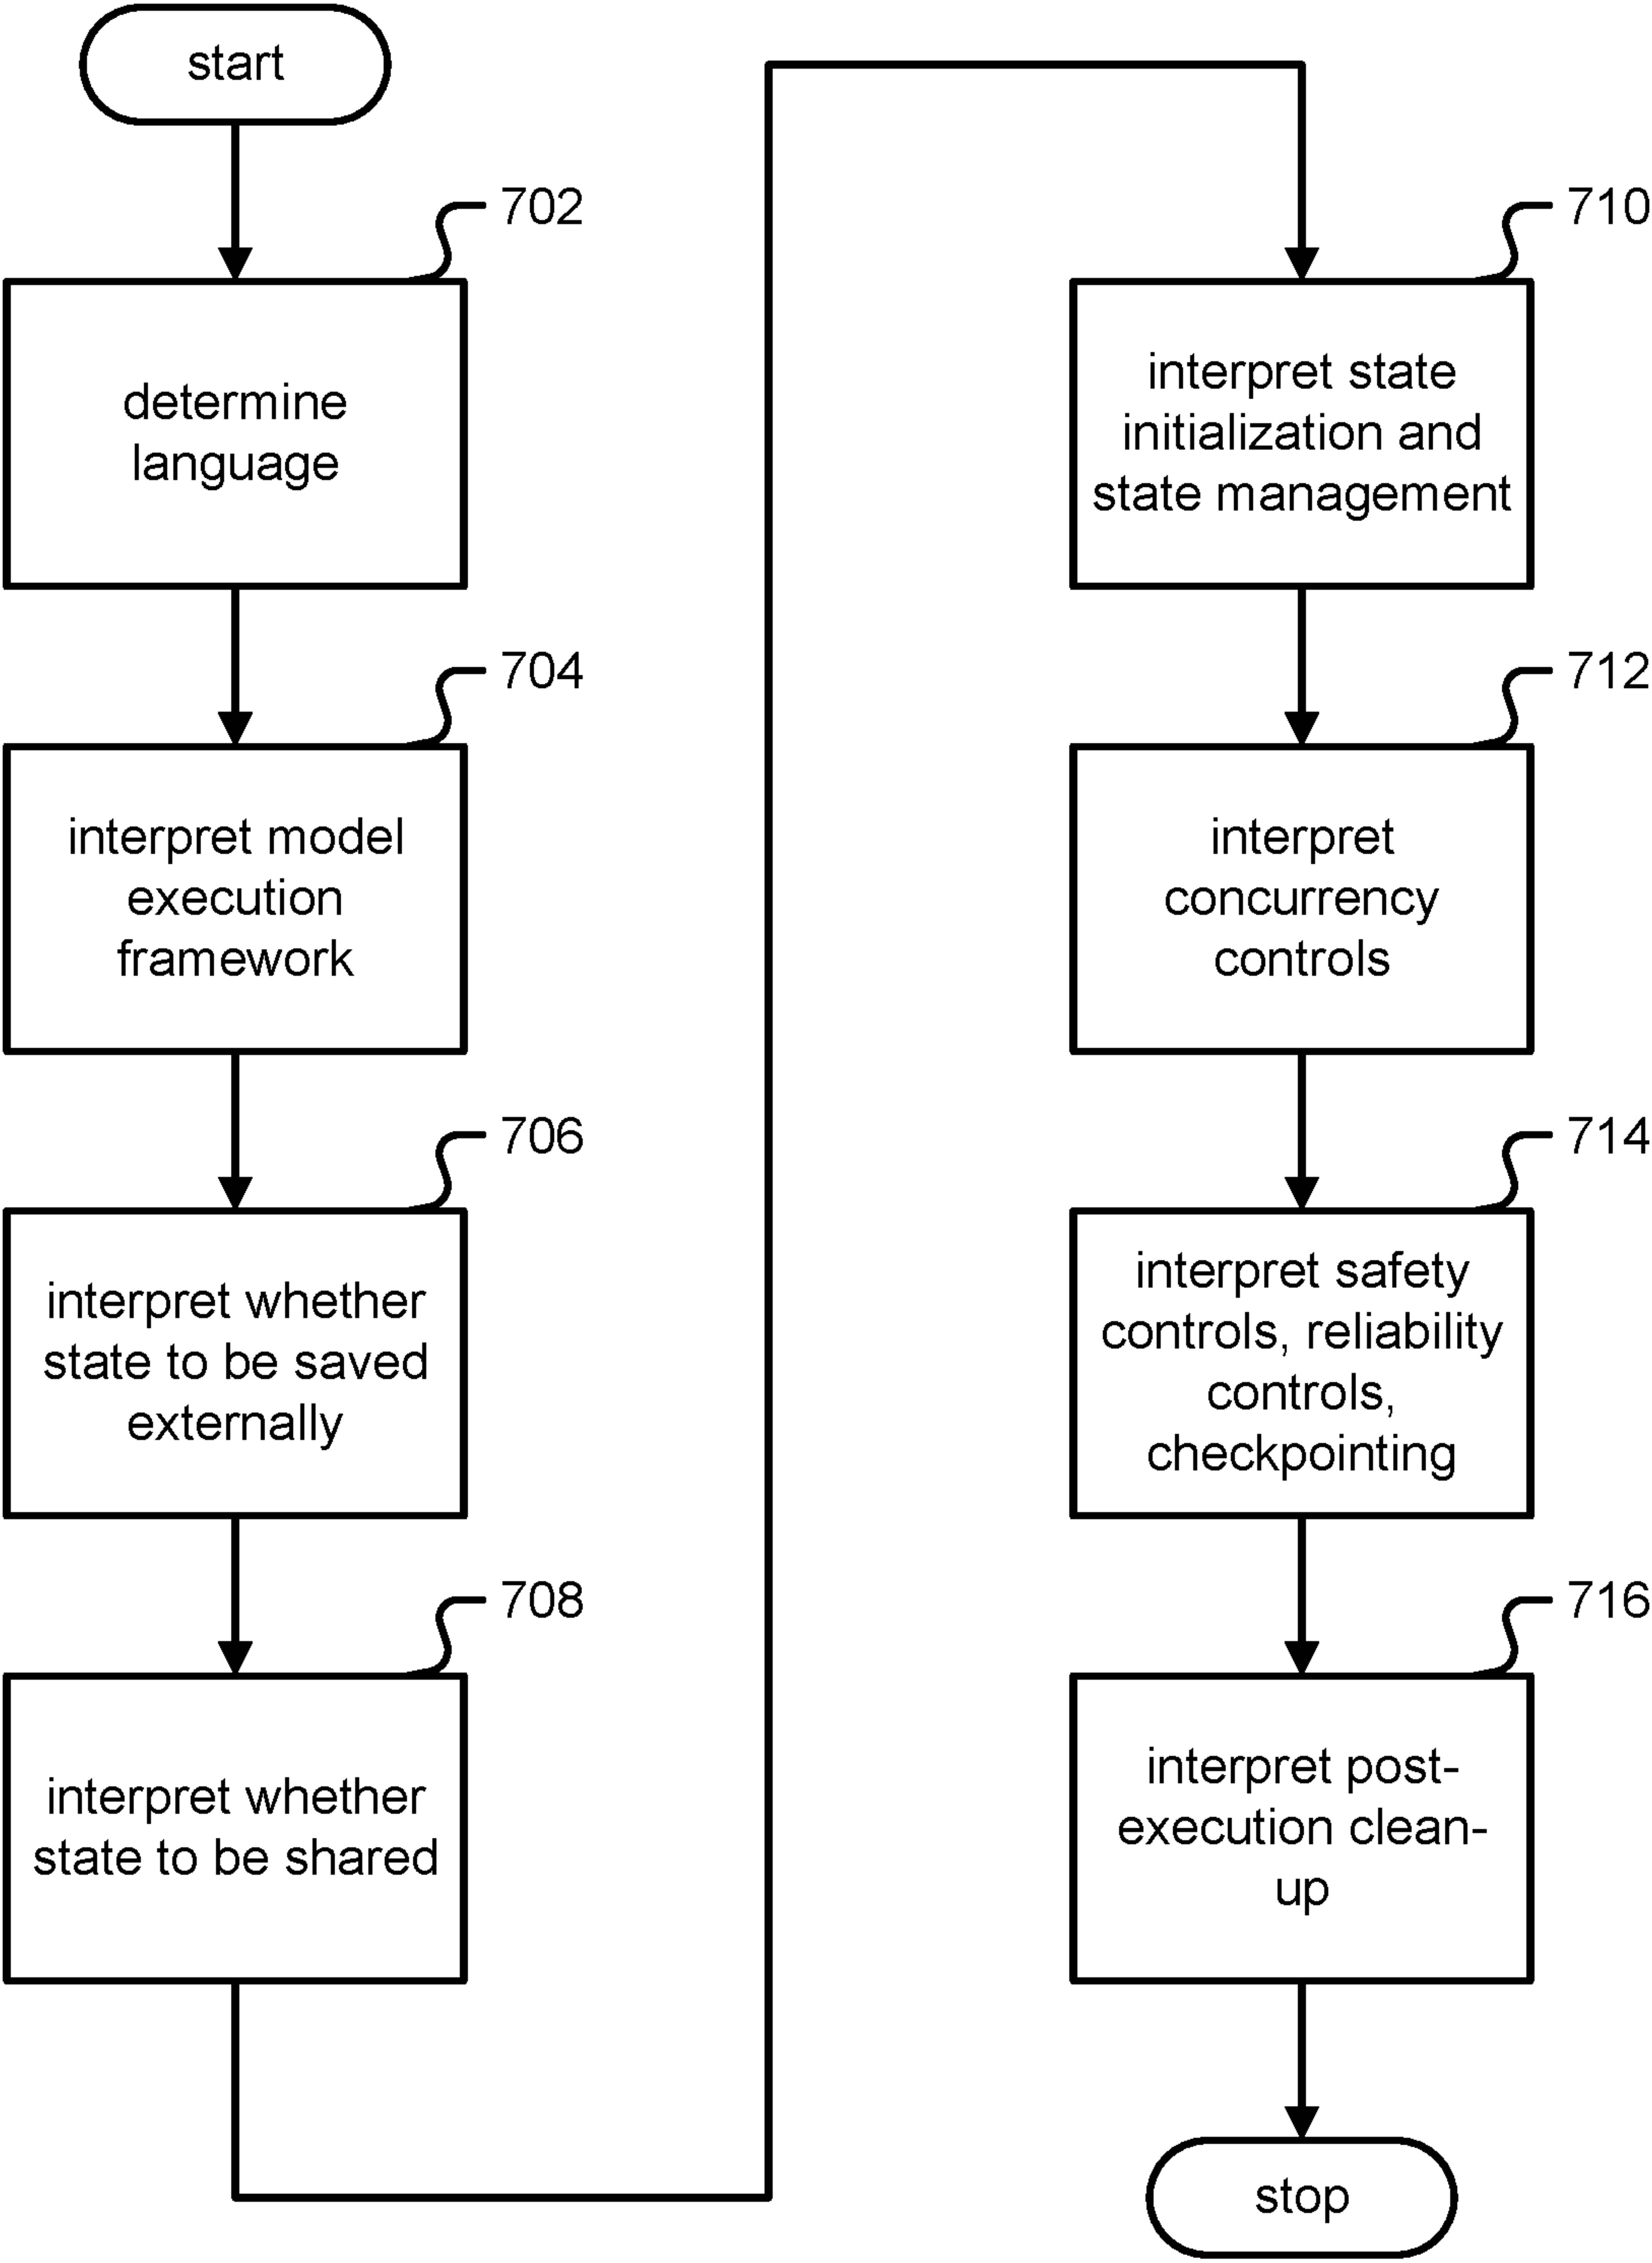 start
702
determine
language
704
interpret model
execution
framework
706
interpret whether
state to be saved
externally
708
interpret whether
state to be shared
710
interpret state
initialization and
state management
712
interpret
concurrency
controls
714
interpret safety
controls, reliability
controls,
checkpointing
716
interpret post-
execution clean-
up
stop